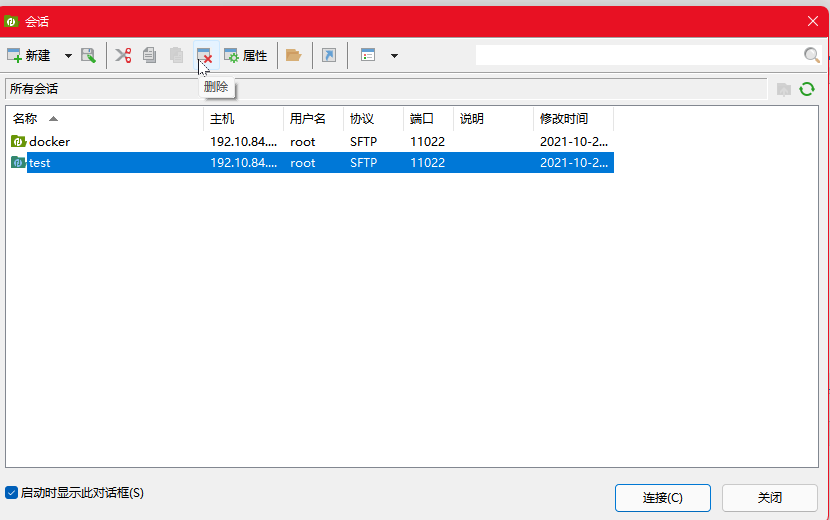 会话
新建 属性
删除
所有会话
名称 主机 用户名 协议 端口 说明 修改时间
docker 192.10.84.... root SFTP 11022 2021-10-2...
test 192.10.84.... root SFTP 11022 2021-10-2...
启动时显示此对话框(S)
连接(C) 关闭